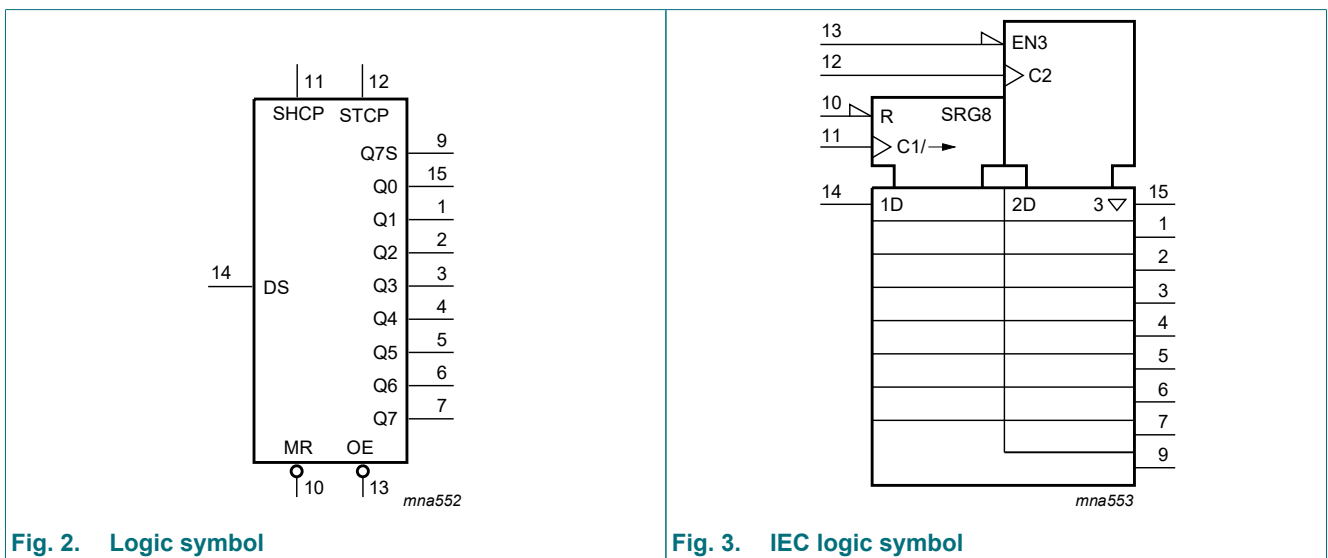 11 12
SHCP STCP
Q7S 9
Q0 15
Q1 1
Q2 2
14 DS Q3 3
Q4 4
Q5 5
Q6 6
Q7 7
MR OE
10 13
mna552
Fig. 2. Logic symbol
13 EN3
12 C2
10 R SRG8
11 C1/→
14 1D 2D 3 ▽ 15
1
2
3
4
5
6
7
9
mna553
Fig. 3. IEC logic symbol